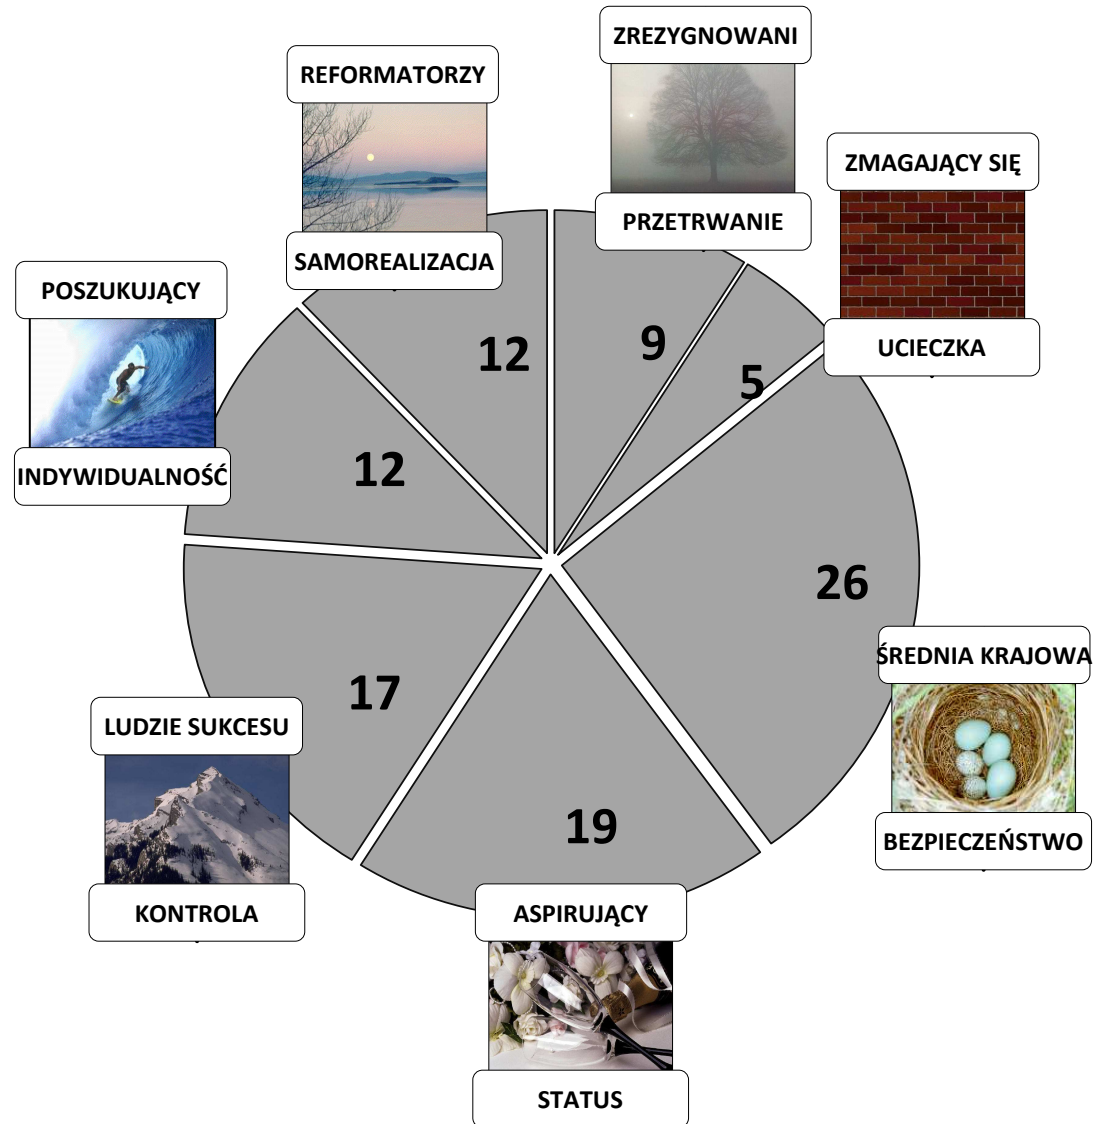 ZREZYGNOWANI
PRZETRWANIE
9
ZMAGAJĄCY SIĘ
UCIECZKA
5
26
ŚREDNIA KRAJOWA
BEZPIECZEŃSTWO
19
ASPIRUJĄCY
STATUS
17
LUDZIE SUKCESU
KONTROLA
POSZUKUJĄCY
INDYWIDUALNOŚĆ
12
REFORMATORZY
SAMOREALIZACJA
12